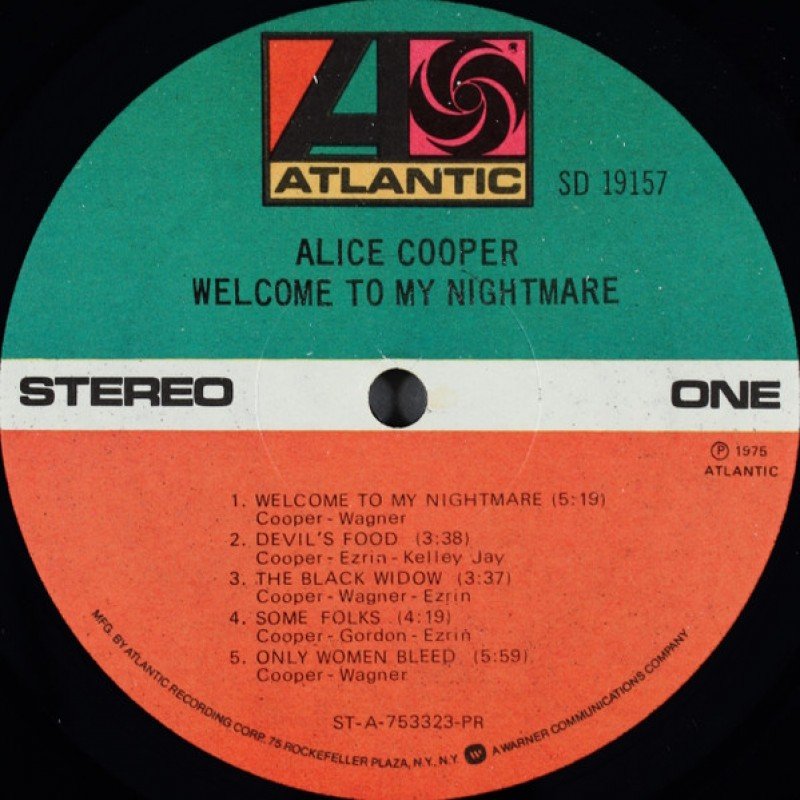 ATLANTIC
SD 19157
ALICE COOPER
WELCOME TO MY NIGHTMARE
STEREO
ONE
Ⓟ 1975
ATLANTIC
1. WELCOME TO MY NIGHTMARE (5:19)
Cooper - Wagner
2. DEVIL'S FOOD (3:38)
Cooper - Ezrin - Kelley Jay
3. THE BLACK WIDOW (3:37)
Cooper - Wagner - Ezrin
4. SOME FOLKS (4:19)
Cooper - Gordon - Ezrin
5. ONLY WOMEN BLEED (5:59)
Cooper - Wagner
ST-A-753323-PR
MFG. BY ATLANTIC RECORDING CORP. 75 ROCKEFELLER PLAZA, N.Y., N.Y. A WARNER COMMUNICATIONS COMPANY